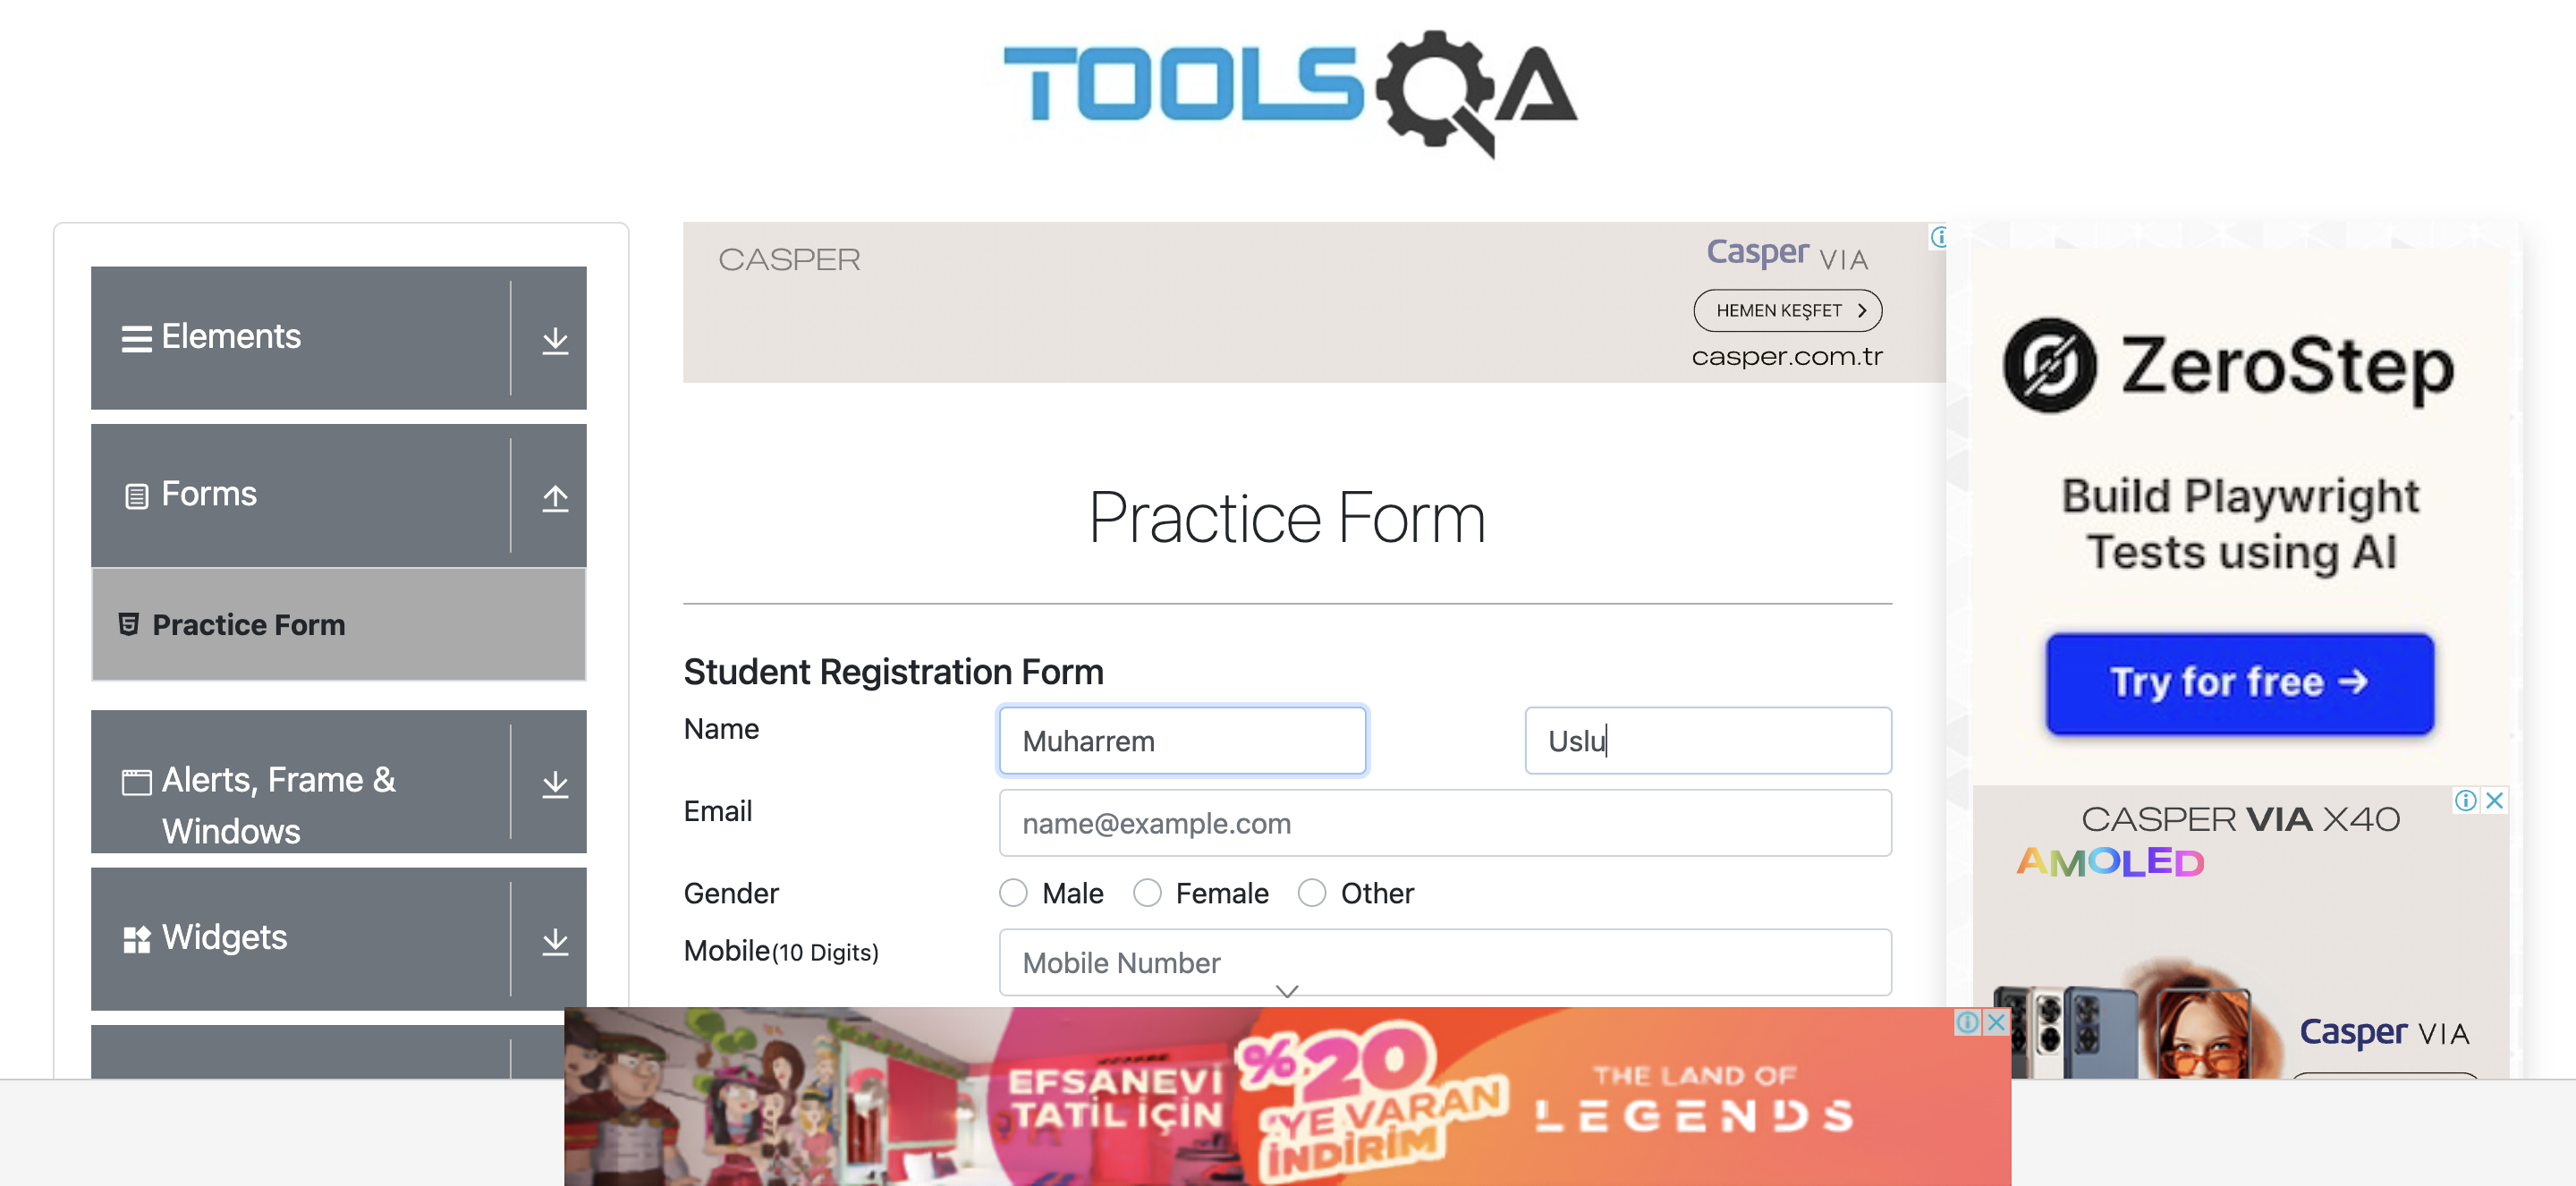 TOOLSQA
Elements
Forms
Practice Form
Alerts, Frame &
Windows
Widgets
CASPER
Casper VIA
HEMEN KEŞFET
casper.com.tr
Practice Form
Student Registration Form
Name
Muharrem
Uslu
Email
name@example.com
Gender
Male
Female
Other
Mobile(10 Digits)
Mobile Number
ZeroStep
Build Playwright
Tests using AI
Try for free →
CASPER VIA X40
AMOLED
Casper VIA
EFSANEVİ
TATİL İÇİN
%20
'YE VARAN
İNDİRİM
THE LAND OF
LEGENDS